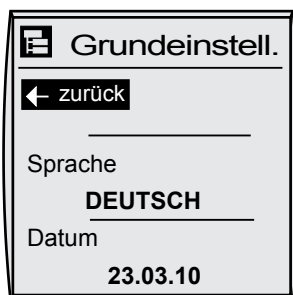 Grundeinstell.
← zurück
Sprache
DEUTSCH
Datum
23.03.10